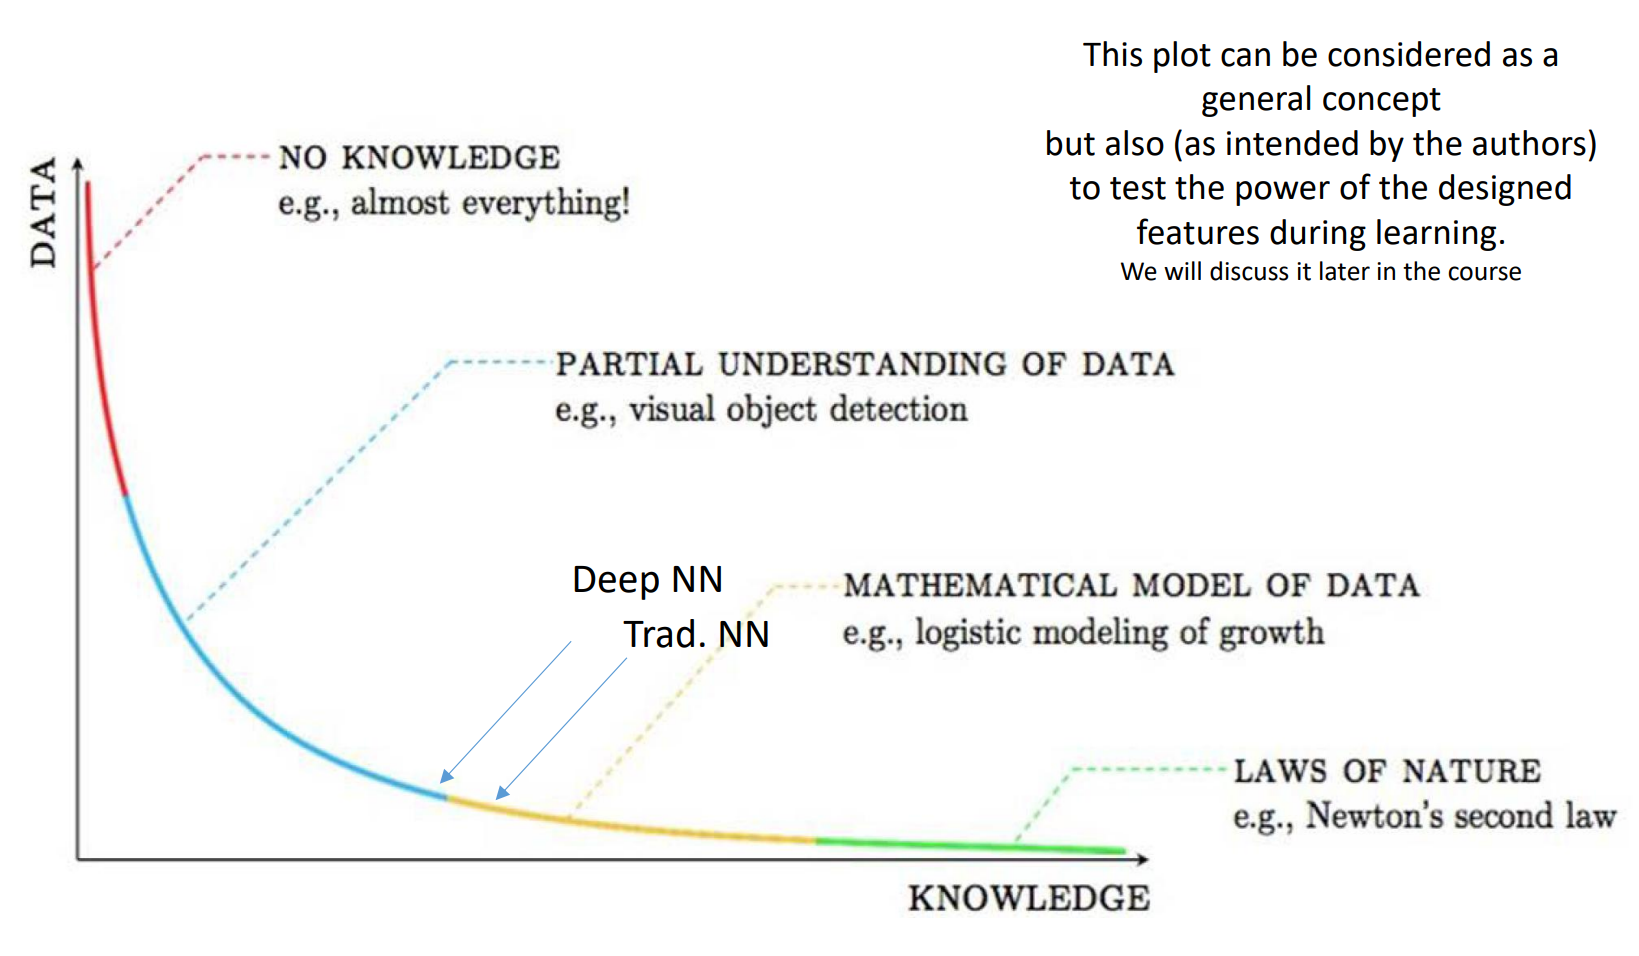 This plot can be considered as a
general concept
but also (as intended by the authors)
to test the power of the designed
features during learning.
We will discuss it later in the course
DATA
NO KNOWLEDGE
e.g., almost everything!
PARTIAL UNDERSTANDING OF DATA
e.g., visual object detection
Deep NN
Trad. NN
MATHEMATICAL MODEL OF DATA
e.g., logistic modeling of growth
LAWS OF NATURE
e.g., Newton's second law
KNOWLEDGE